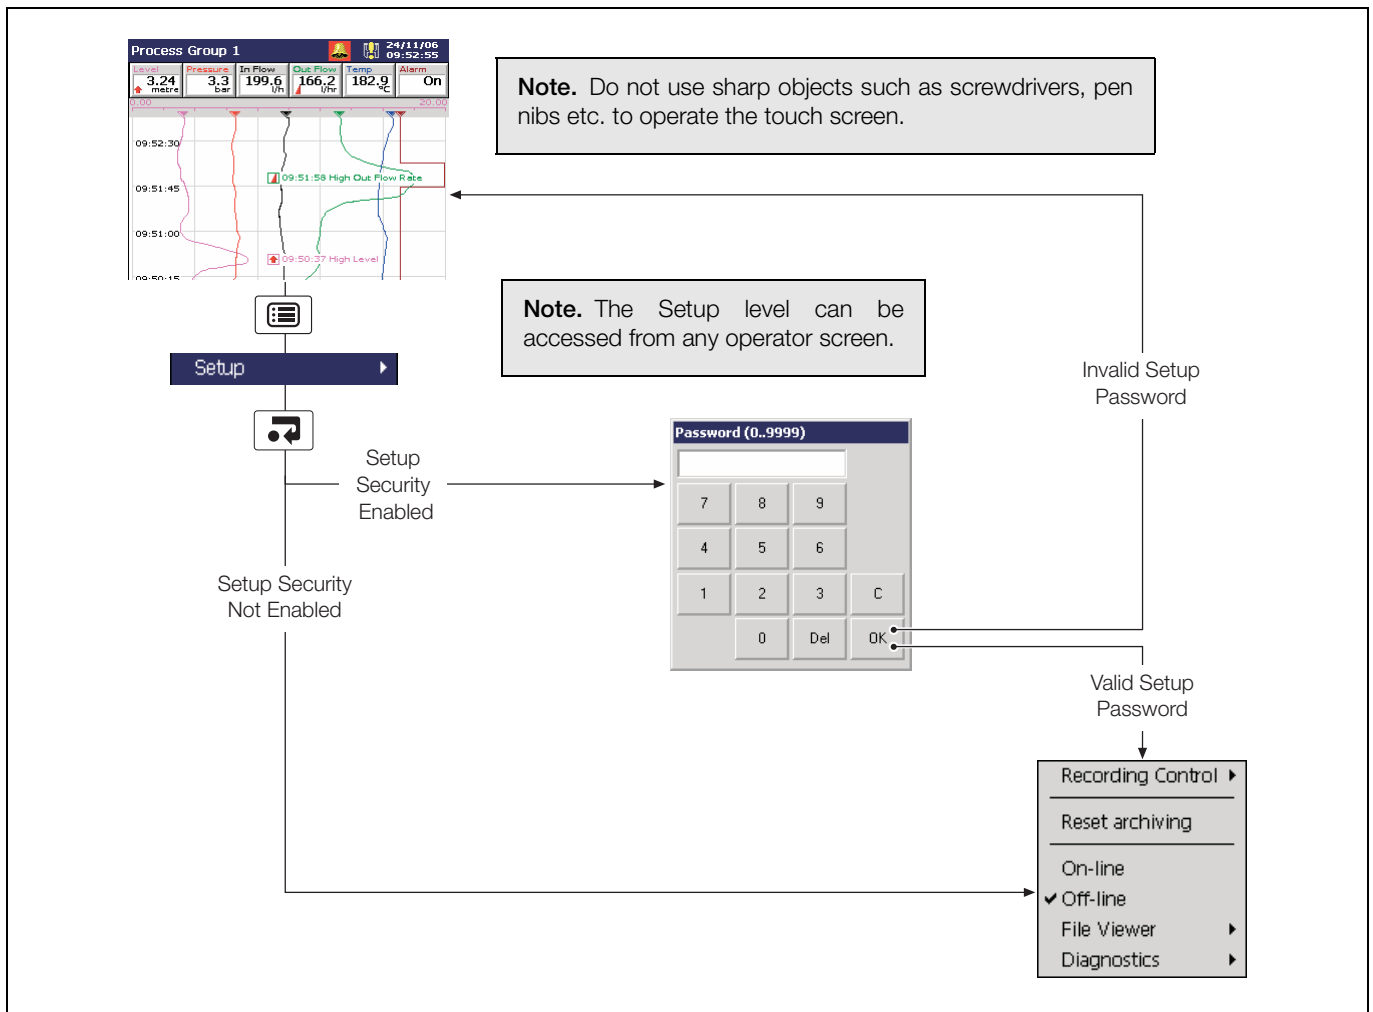 Process Group 1
24/11/06
09:52:55
Level Pressure In Flow Out Flow Temp Alarm
3.24 3.3 199.6 166.2 182.9 On
metre bar l/h l/hr °C
0.00 20.00
09:52:30
09:51:58 High Out Flow Rate
09:51:45
09:51:00
09:50:37 High Level
09:50:15
Note. Do not use sharp objects such as screwdrivers, pen
nibs etc. to operate the touch screen.
Note. The Setup level can be
accessed from any operator screen.
Setup
Invalid Setup
Password
Setup
Security
Enabled
Password (0..9999)
7 8 9
4 5 6
1 2 3 C
0 Del OK
Setup Security
Not Enabled
Valid Setup
Password
Recording Control
Reset archiving
On-line
Off-line
File Viewer
Diagnostics